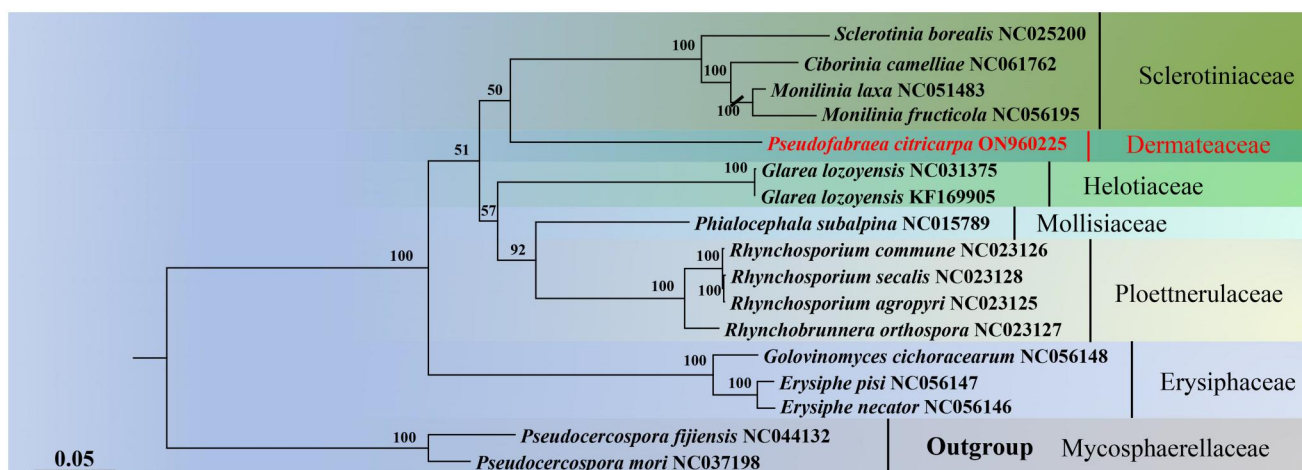 Sclerotinia borealis NC025200
100
Ciborinia camelliae NC061762
100
Sclerotiniaceae
Monilinia laxa NC051483
50
100
Monilinia fructicola NC056195
Pseudofabraea citricarpa ON960225
Dermateaceae
51
Glarea lozoyensis NC031375
100
Helotiaceae
Glarea lozoyensis KF169905
57
Phialocephala subalpina NC015789
Mollisiaceae
92
Rhynchosporium commune NC023126
100
100
Rhynchosporium secalis NC023128
100
100
Rhynchosporium agropyri NC023125
Ploettnerulaceae
Rhynchobrunnera orthospora NC023127
Golovinomyces cichoracearum NC056148
100
Erysiphe pisi NC056147
100
Erysiphaceae
Erysiphe necator NC056146
Pseudocercospora fijiensis NC044132
100
Outgroup Mycosphaerellaceae
0.05
Pseudocercospora mori NC037198